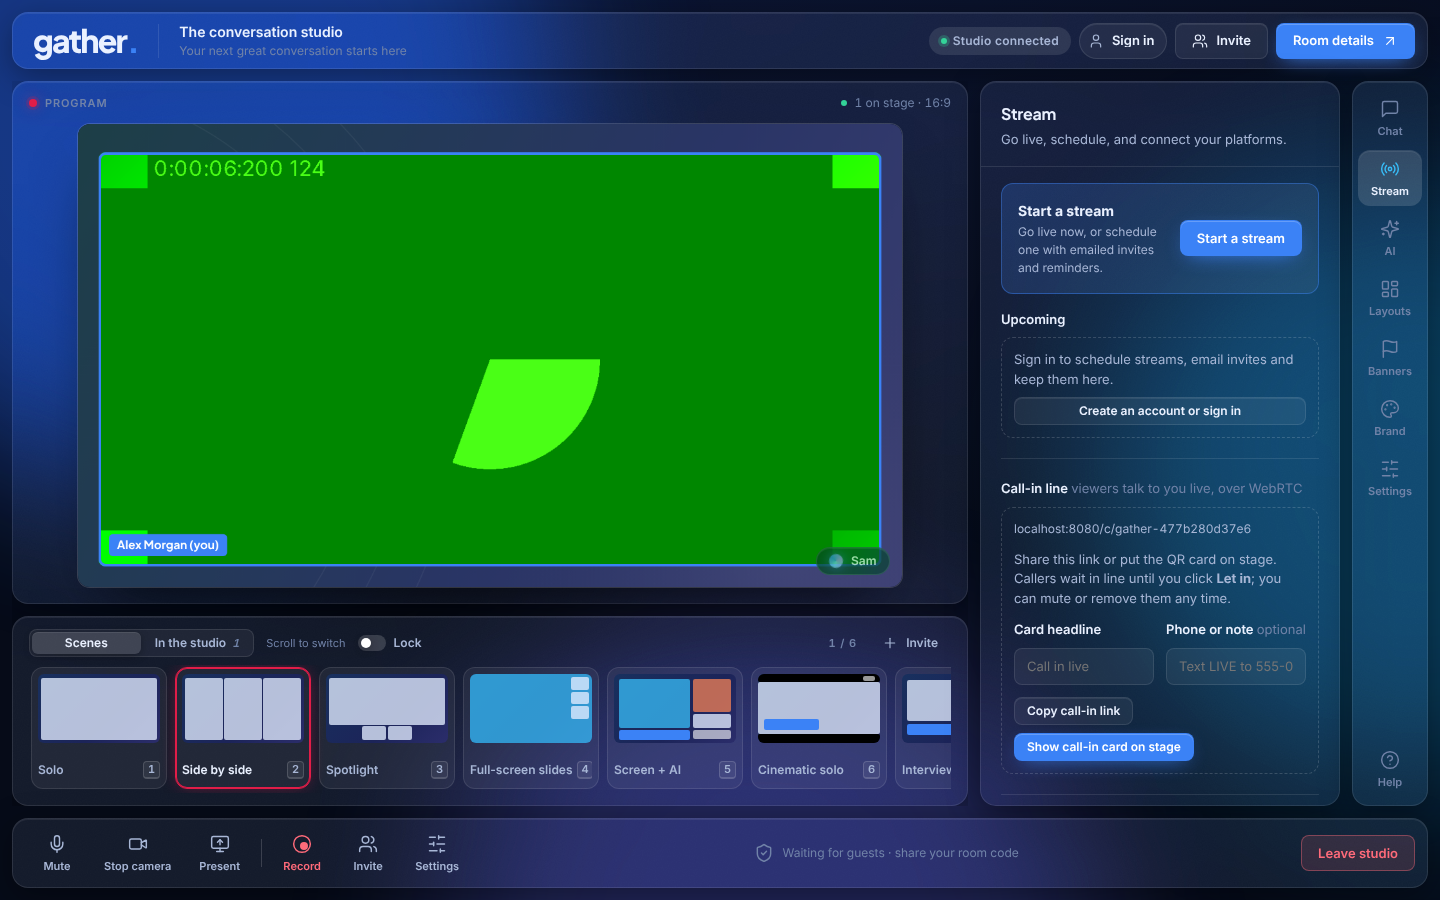 gather.
The conversation studio
Your next great conversation starts here
Studio connected
Sign in
Invite
Room details
PROGRAM
1 on stage · 16:9
0:00:06:200 124
Alex Morgan (you)
Sam
Scenes
In the studio 1
Scroll to switch
Lock
1 / 6
Invite
Solo 1
Side by side 2
Spotlight 3
Full-screen slides 4
Screen + AI 5
Cinematic solo 6
Interview
Stream
Go live, schedule, and connect your platforms.
Start a stream
Go live now, or schedule
one with emailed invites
and reminders.
Start a stream
Upcoming
Sign in to schedule streams, email invites and
keep them here.
Create an account or sign in
Call-in line viewers talk to you live, over WebRTC
localhost:8080/c/gather-477b280d37e6
Share this link or put the QR card on stage.
Callers wait in line until you click Let in; you
can mute or remove them any time.
Card headline
Phone or note optional
Call in live
Text LIVE to 555-0
Copy call-in link
Show call-in card on stage
Chat
Stream
AI
Layouts
Banners
Brand
Settings
Help
Mute
Stop camera
Present
Record
Invite
Settings
Waiting for guests · share your room code
Leave studio